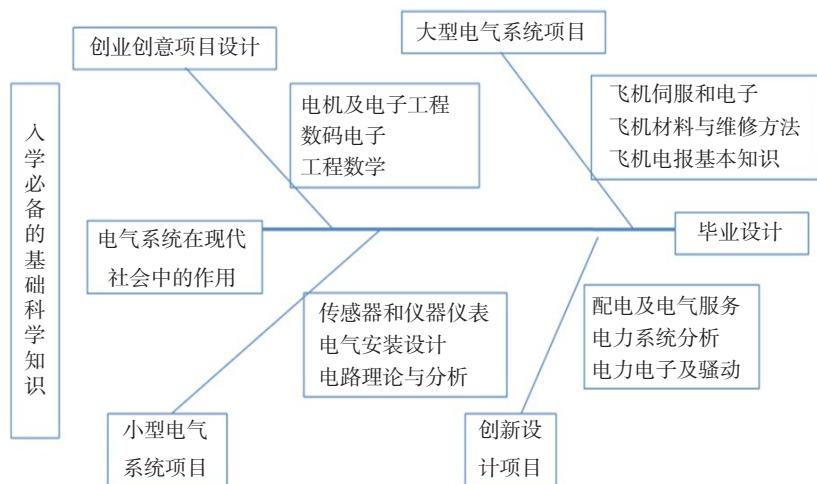 创业创意项目设计
大型电气系统项目
入学必备的基础科学知识
电机及电子工程
数码电子
工程数学
飞机伺服和电子
飞机材料与维修方法
飞机电报基本知识
电气系统在现代
社会中的作用
毕业设计
传感器和仪器仪表
电气安装设计
电路理论与分析
配电及电气服务
电力系统分析
电力电子及骚动
小型电气
系统项目
创新设
计项目